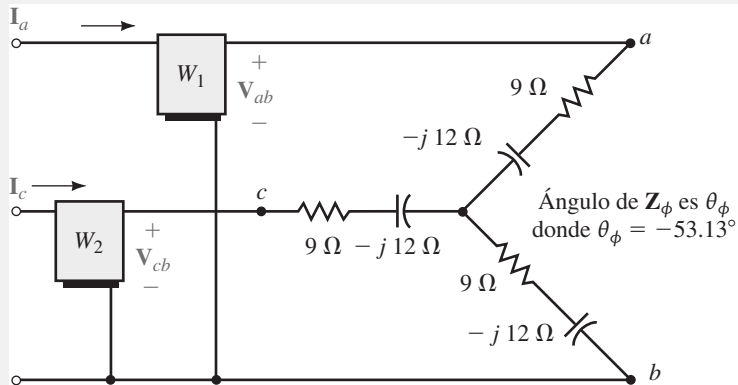 I_a
a
W_1
+
V_ab
−
9 Ω
−j 12 Ω
I_c
c
W_2
+
V_cb
−
9 Ω − j 12 Ω
Ángulo de Z_ϕ es θ_ϕ
donde θ_ϕ = −53.13°
9 Ω
− j 12 Ω
b